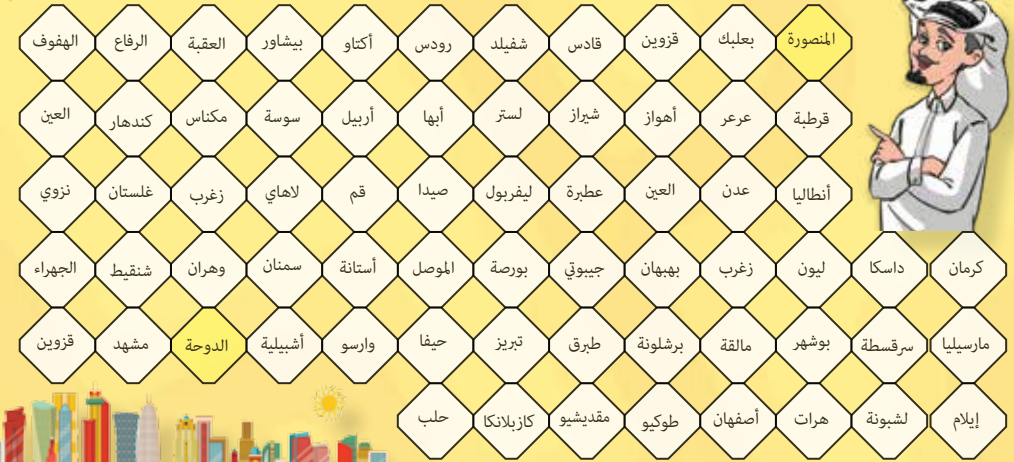 المنصورة بعلبك قزوين قادس شفيلد رودس أكتاو بيشاور العقبة الرفاع الهفوف
قرطبة عرعر أهواز شيراز لستر أبها أربيل سوسة مكناس كندهار العين
أنطاليا عدن العين عطبرة ليفربول صيدا قم لاهاي زغرب غلستان نزوي
كرمان داسكا ليون زغرب بهبهان جيبوتي بورصة الموصل أستانة سمنان وهران شنقيط الجهراء
مارسيليا سرقسطة بوشهر مالقة برشلونة طبرق تبريز حيفا وارسو أشبيلية الدوحة مشهد قزوين
إيلام لشبونة هرات أصفهان طوكيو مقديشيو كازبلانكا حلب